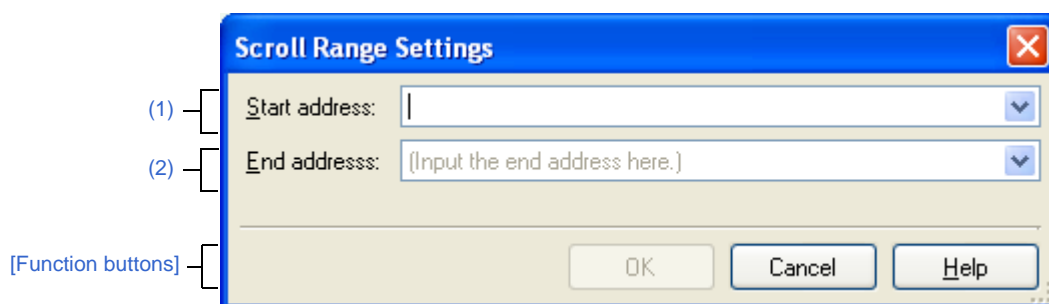 Scroll Range Settings
(1)
Start address:
(2)
End addresss:
(Input the end address here.)
[Function buttons]
OK
Cancel
Help